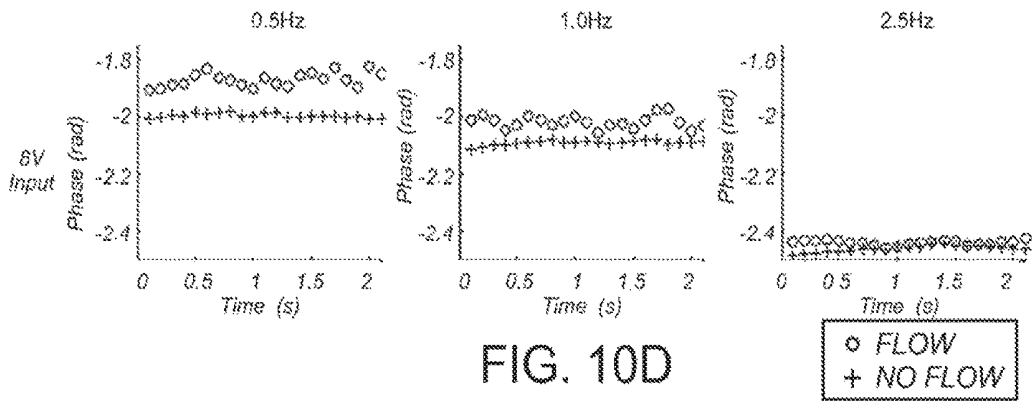 0.5Hz
1.0Hz
2.5Hz
8V Input
Phase (rad)
-1.8
-2
-2.2
-2.4
0 0.5 1 1.5 2
Time (s)
Phase (rad)
-1.8
-2
-2.2
-2.4
0 0.5 1 1.5 2
Time (s)
Phase (rad)
-1.8
-2
-2.2
-2.4
0 0.5 1 1.5 2
Time (s)
FIG. 10D
FLOW
NO FLOW